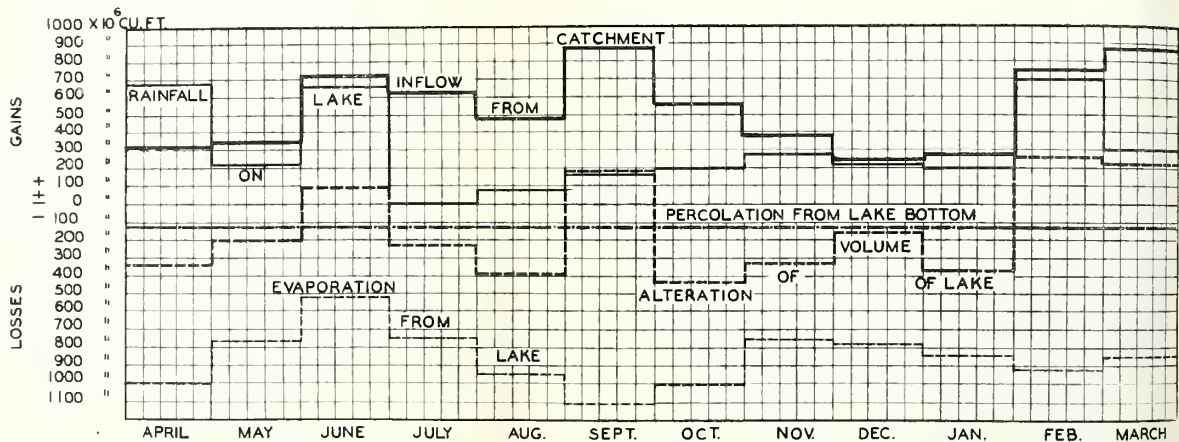 1000 X10⁶ CU. FT.
900 "
800 "
700 "
600 "
500 "
400 "
300 "
200 "
100 "
0 "
100 "
200 "
300 "
400 "
500 "
600 "
700 "
800 "
900 "
1000 "
1100 "
GAINS
LOSSES
CATCHMENT
INFLOW
RAINFALL
LAKE
FROM
ON
PERCOLATION FROM LAKE BOTTOM
VOLUME
OF
OF LAKE
EVAPORATION
ALTERATION
FROM
LAKE
APRIL MAY JUNE JULY AUG. SEPT. OCT. NOV. DEC. JAN. FEB. MARCH